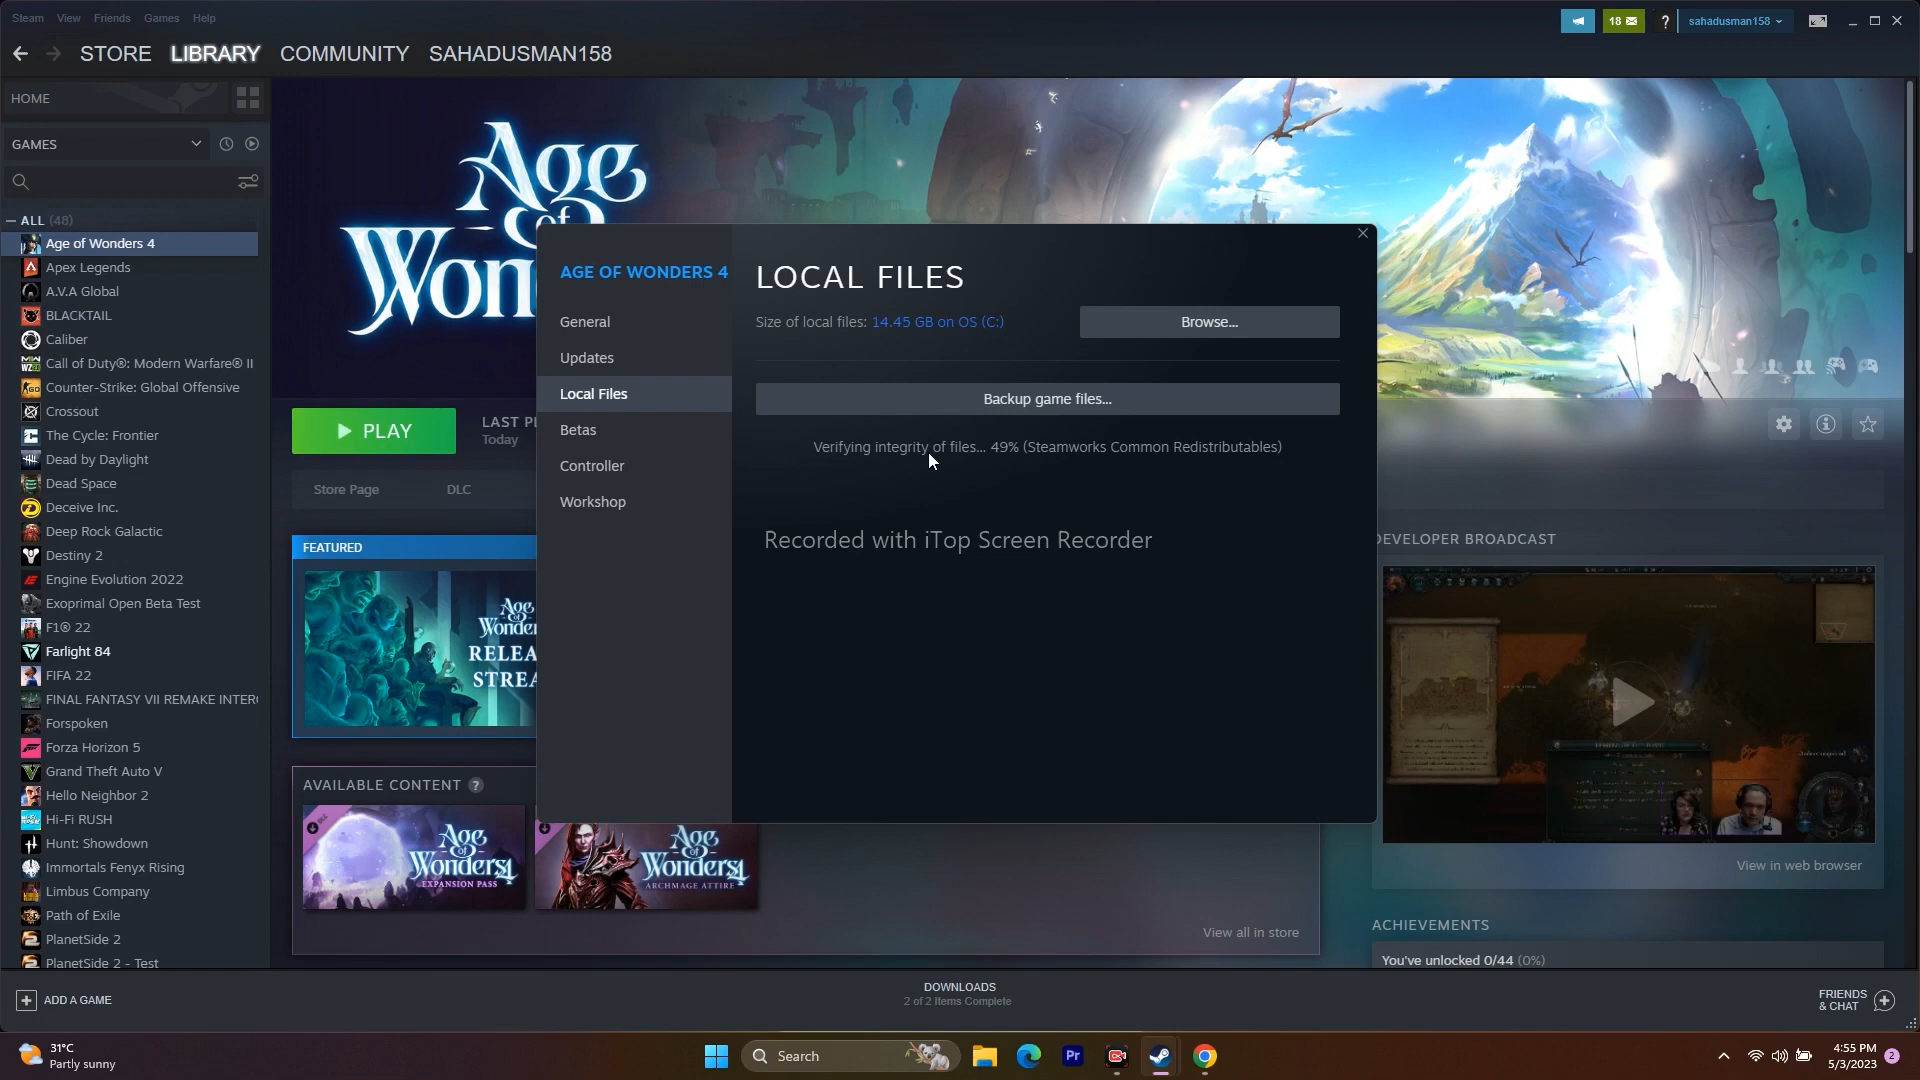 Steam View Friends Games Help
18
?
sahadusman158
STORE LIBRARY COMMUNITY SAHADUSMAN158
HOME
GAMES
— ALL (48)
Age of Wonders 4
Apex Legends
A.V.A Global
BLACKTAIL
Caliber
Call of Duty®: Modern Warfare® II
Counter-Strike: Global Offensive
Crossout
The Cycle: Frontier
Dead by Daylight
Dead Space
Deceive Inc.
Deep Rock Galactic
Destiny 2
Engine Evolution 2022
Exoprimal Open Beta Test
F1® 22
Farlight 84
FIFA 22
FINAL FANTASY VII REMAKE INTER
Forspoken
Forza Horizon 5
Grand Theft Auto V
Hello Neighbor 2
Hi-Fi RUSH
Hunt: Showdown
Immortals Fenyx Rising
Limbus Company
Path of Exile
PlanetSide 2
PlanetSide 2 - Test
Age
of
Won
PLAY
LAST P
Today
Store Page DLC
FEATURED
Age
of
Wonde
RELEA
STREA
AVAILABLE CONTENT ?
DLC
Age
of
Wonders 4
EXPANSION PASS
Age
of
Wonders 4
ARCHMAGE ATTIRE
View all in store
AGE OF WONDERS 4
General
Updates
Local Files
Betas
Controller
Workshop
LOCAL FILES
Size of local files: 14.45 GB on OS (C:)
Browse...
Backup game files...
Verifying integrity of files... 49% (Steamworks Common Redistributables)
Recorded with iTop Screen Recorder
DEVELOPER BROADCAST
View in web browser
ACHIEVEMENTS
You've unlocked 0/44 (0%)
ADD A GAME
DOWNLOADS
2 of 2 Items Complete
FRIENDS
& CHAT
31°C
Partly sunny
Search
Pr
4:55 PM
5/3/2023
2